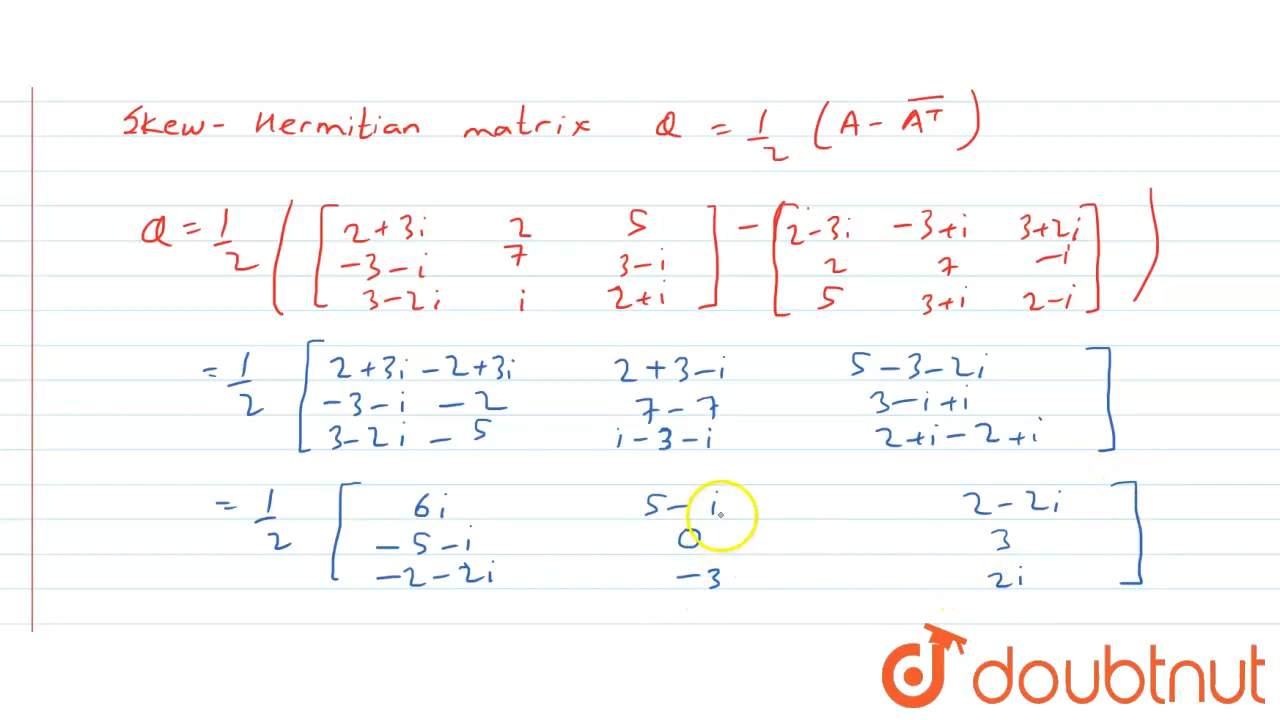 Skew-Hermitian matrix Q = 1/2 (A - A̅ᵀ)
Q = 1/2 ( [ 2+3i 2 5 ] - [ 2-3i -3+i 3+2i ] )
-3-i 7 3-i 2 7 -i
3-2i i 2+i 5 3+i 2-i
= 1/2 [ 2+3i-2+3i 2+3-i 5-3-2i ]
-3-i-2 7-7 3-i+i
3-2i-5 i-3-i 2+i-2+i
= 1/2 [ 6i 5-i 2-2i ]
-5-i 0 3
-2-2i -3 2i
doubtnut